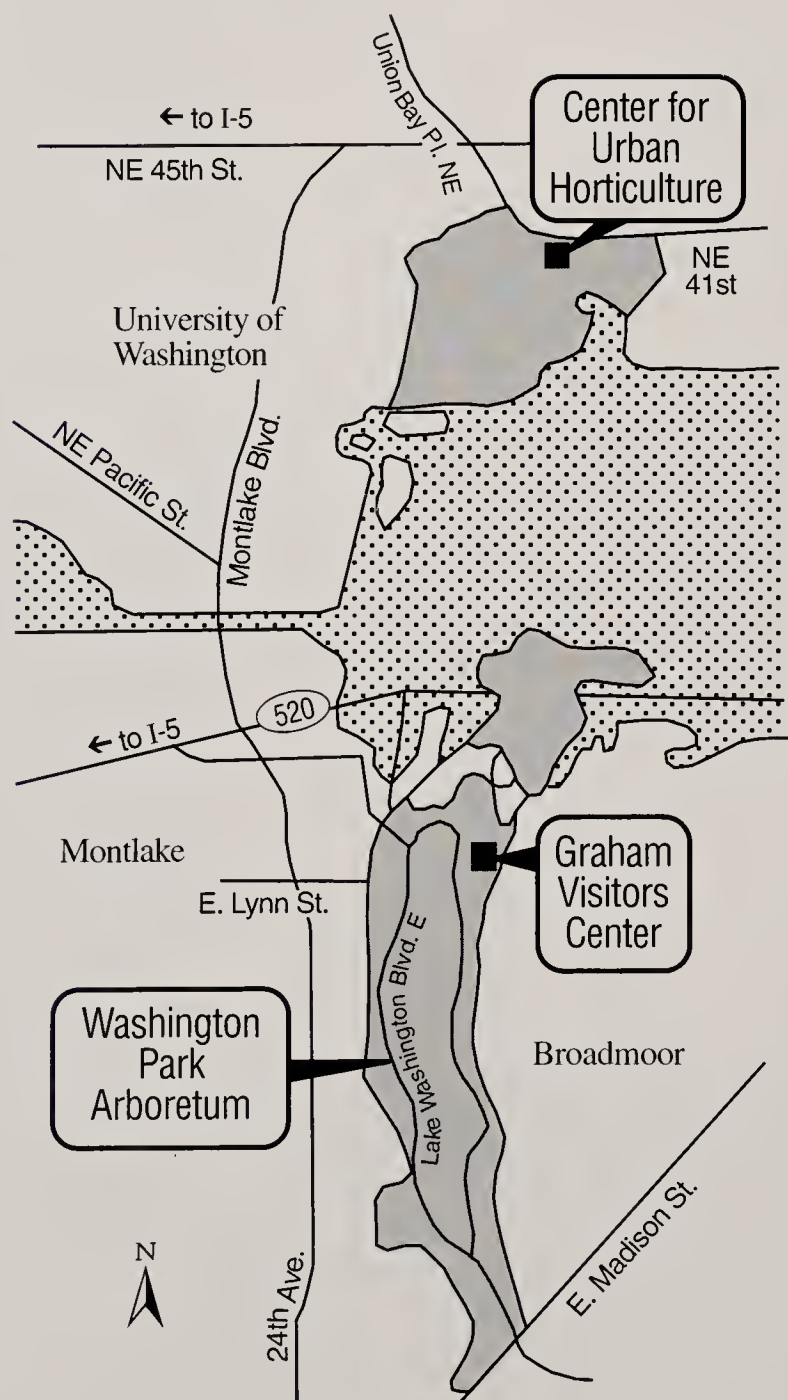 Union Bay Pl. NE
← to I-5
NE 45th St.
Center for
Urban
Horticulture
NE
41st
University of
Washington
NE Pacific St.
Montlake Blvd.
520
← to I-5
Montlake
E. Lynn St.
Graham
Visitors
Center
Lake Washington Blvd. E
Washington
Park
Arboretum
Broadmoor
E. Madison St.
N
24th Ave.